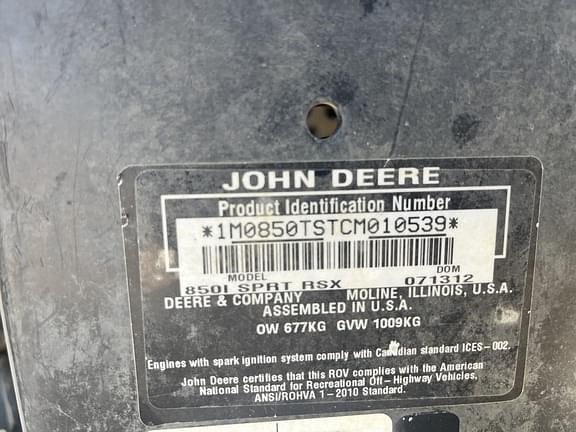 JOHN DEERE
Product Identification Number
*1M0850TSTCM010539*
MODEL DOM
850I SPRT RSX 071312
DEERE & COMPANY MOLINE, ILLINOIS, U.S.A.
ASSEMBLED IN U.S.A.
OW 677KG GVW 1009KG
Engines with spark ignition system comply with Canadian standard ICES-002.
John Deere certifies that this ROV complies with the American
National Standard for Recreational Off-Highway Vehicles,
ANSI/ROHVA 1-2010 Standard.